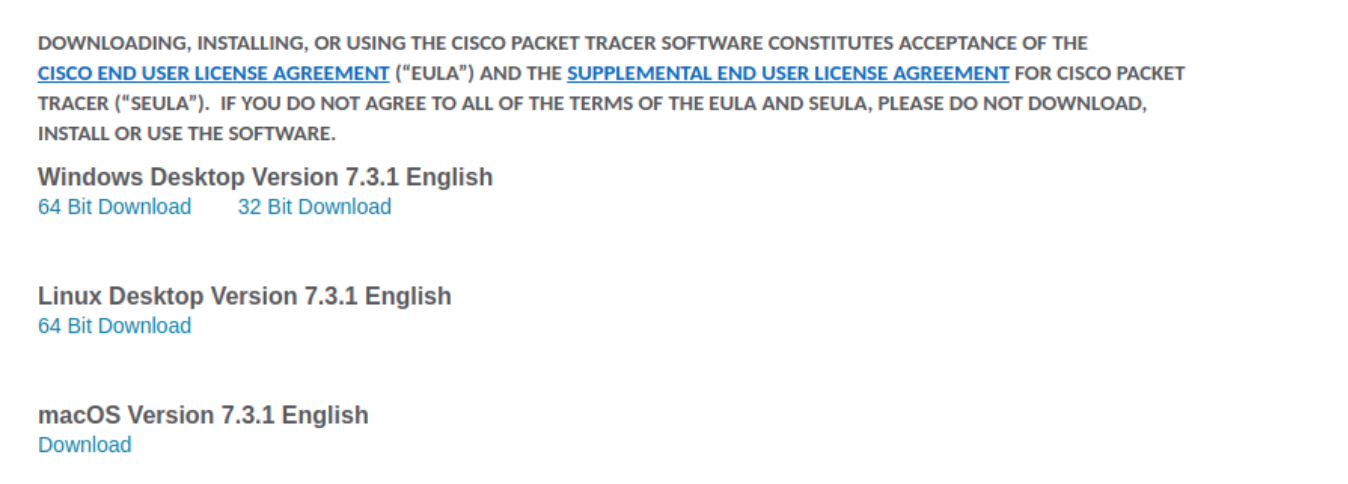 DOWNLOADING, INSTALLING, OR USING THE CISCO PACKET TRACER SOFTWARE CONSTITUTES ACCEPTANCE OF THE
CISCO END USER LICENSE AGREEMENT (“EULA”) AND THE SUPPLEMENTAL END USER LICENSE AGREEMENT FOR CISCO PACKET
TRACER (“SEULA”).  IF YOU DO NOT AGREE TO ALL OF THE TERMS OF THE EULA AND SEULA, PLEASE DO NOT DOWNLOAD,
INSTALL OR USE THE SOFTWARE.
Windows Desktop Version 7.3.1 English
64 Bit Download 32 Bit Download
Linux Desktop Version 7.3.1 English
64 Bit Download
macOS Version 7.3.1 English
Download